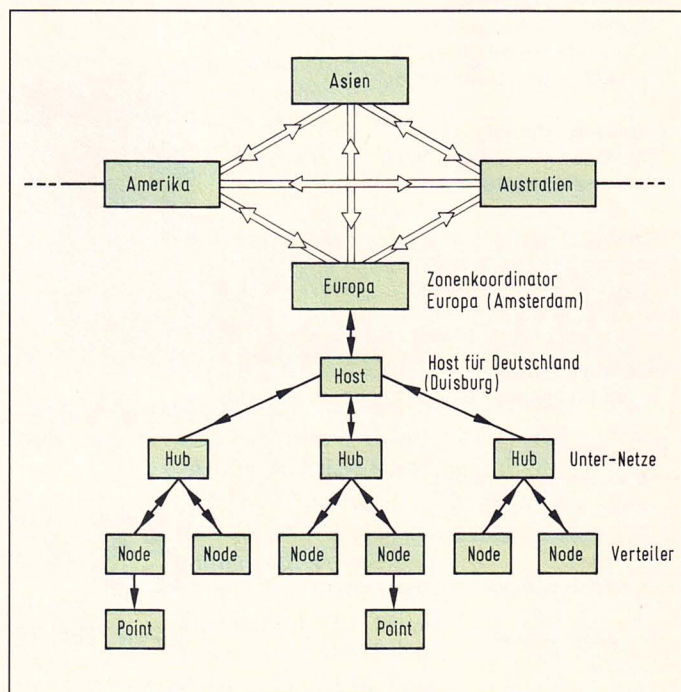 Asien
Amerika
Australien
Europa
Zonenkoordinator
Europa (Amsterdam)
Host
Host für Deutschland
(Duisburg)
Hub
Hub
Hub
Unter-Netze
Node
Node
Node
Node
Node
Node
Verteiler
Point
Point